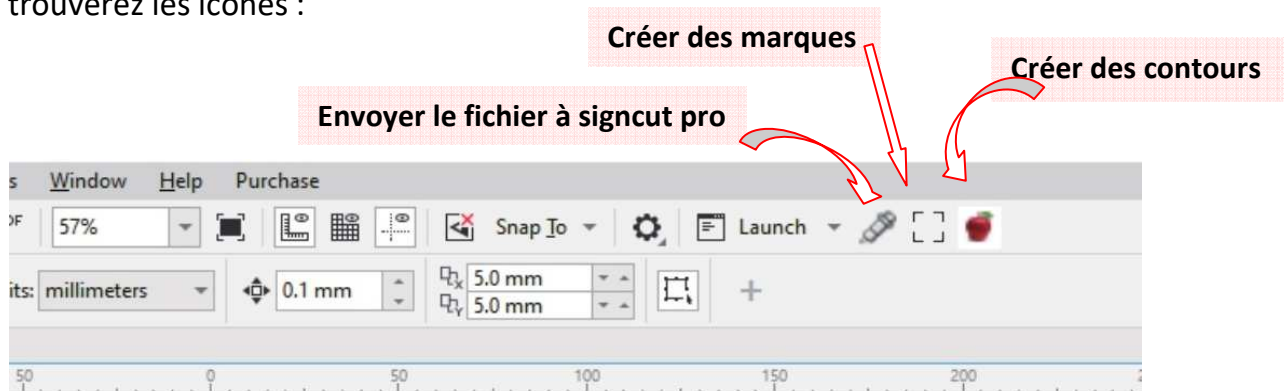 trouverez les icônes :
Créer des marques
Créer des contours
Envoyer le fichier à signcut pro
s Window Help Purchase
DF 57% Snap To Launch
its: millimeters 0.1 mm 5.0 mm
5.0 mm
50 0 50 100 150 200